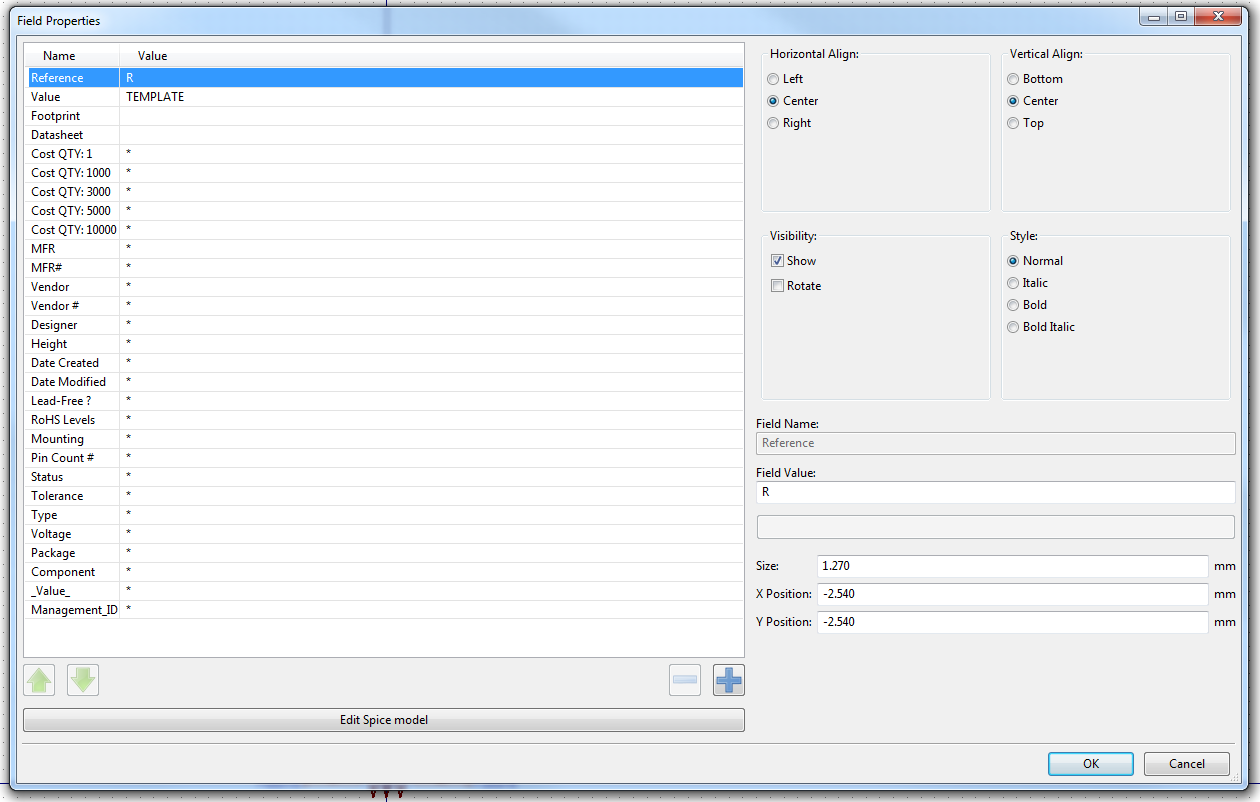 Field Properties
Name Value
Reference R
Value TEMPLATE
Footprint
Datasheet
Cost QTY: 1 *
Cost QTY: 1000 *
Cost QTY: 3000 *
Cost QTY: 5000 *
Cost QTY: 10000 *
MFR *
MFR# *
Vendor *
Vendor # *
Designer *
Height *
Date Created *
Date Modified *
Lead-Free ? *
RoHS Levels *
Mounting *
Pin Count # *
Status *
Tolerance *
Type *
Voltage *
Package *
Component *
_Value_ *
Management_ID *
Edit Spice model
Horizontal Align:
Left
Center
Right
Vertical Align:
Bottom
Center
Top
Visibility:
Show
Rotate
Style:
Normal
Italic
Bold
Bold Italic
Field Name:
Reference
Field Value:
R
Size: 1.270 mm
X Position: -2.540 mm
Y Position: -2.540 mm
OK Cancel